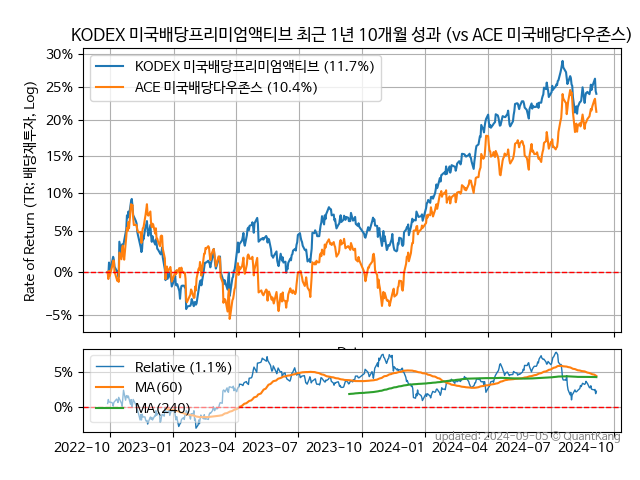 KODEX 미국배당프리미엄액티브 최근 1년 10개월 성과 (vs ACE 미국배당다우존스)
Rate of Return (TR: 배당재투자, Log)
30%
25%
20%
15%
10%
5%
0%
−5%
KODEX 미국배당프리미엄액티브 (11.7%)
ACE 미국배당다우존스 (10.4%)
5%
0%
Relative (1.1%)
MA(60)
MA(240)
2022-10 2023-01 2023-04 2023-07 2023-10 2024-01 2024-04 2024-07 2024-10
updated: 2024-09-05 © QuantKang